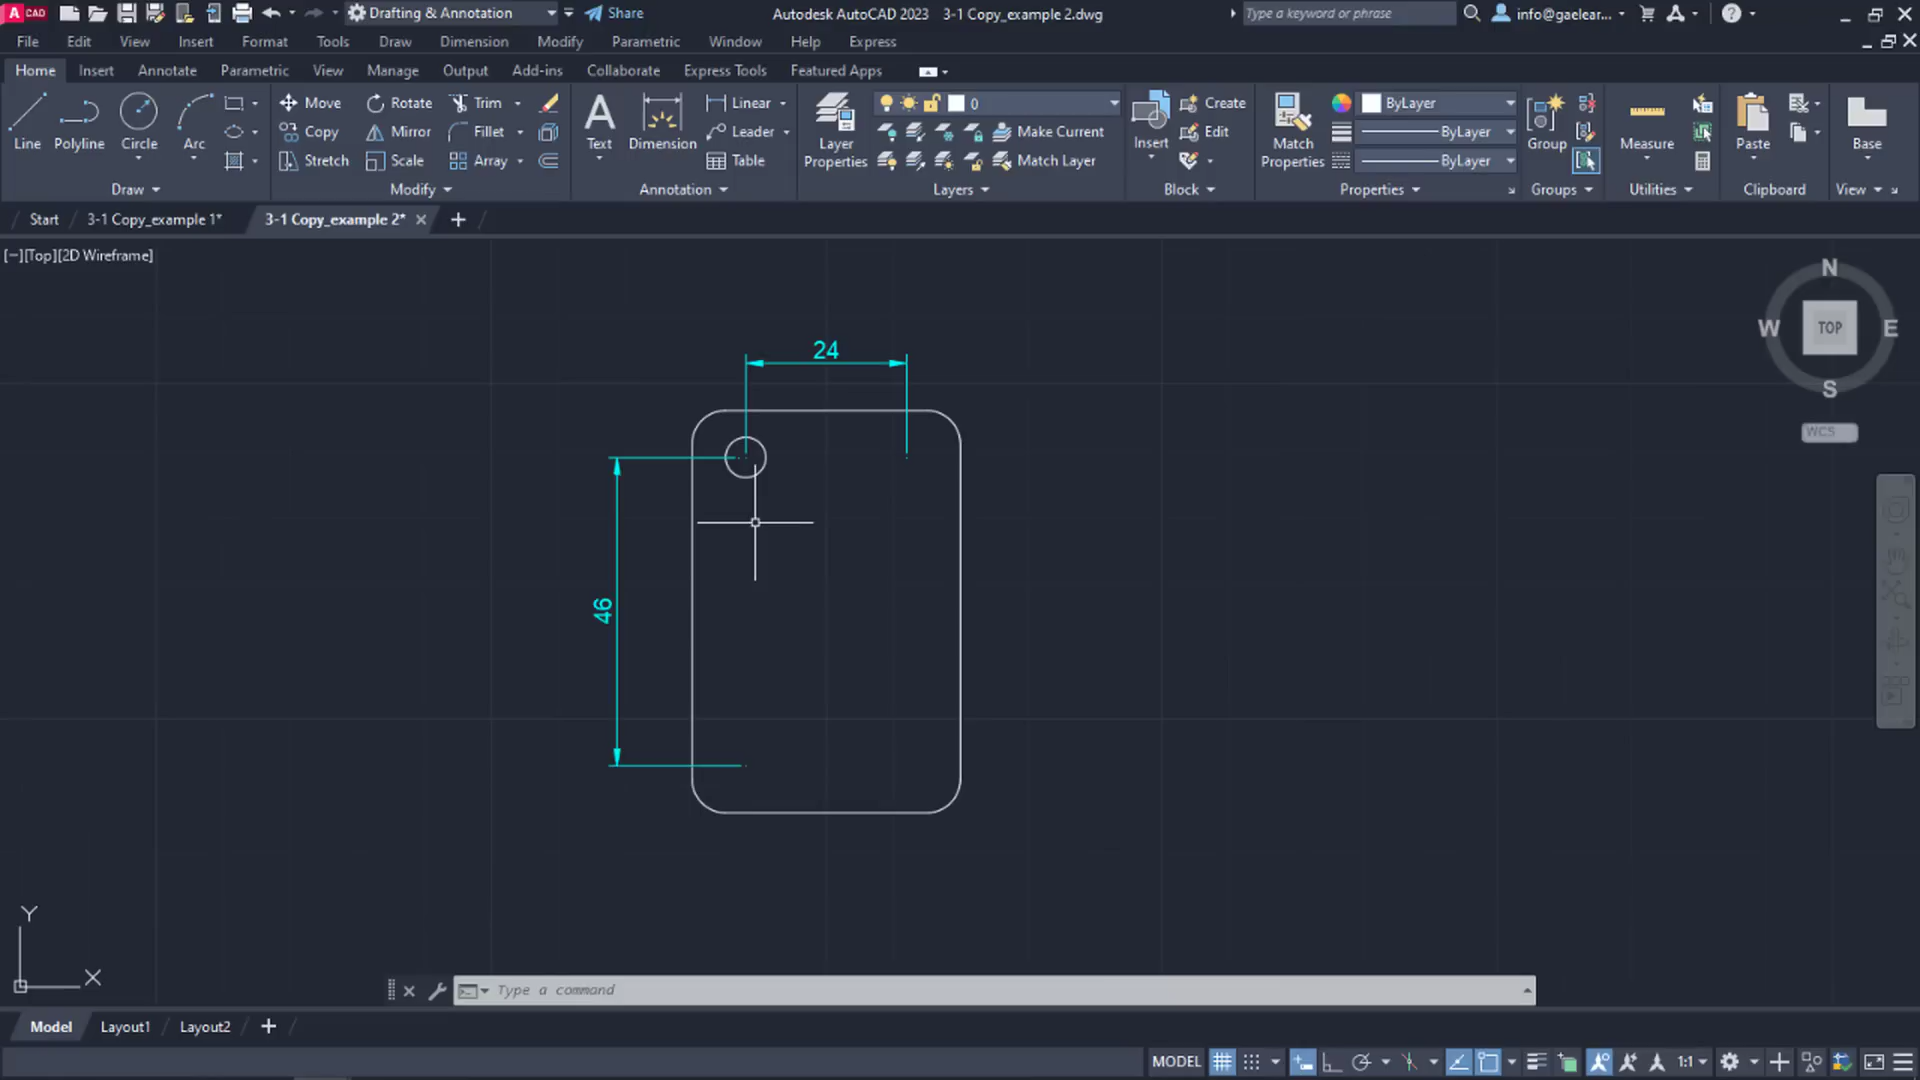 CAD Drafting & Annotation Share Autodesk AutoCAD 2023 3-1 Copy_example 2.dwg Type a keyword or phrase info@gaelear...
File Edit View Insert Format Tools Draw Dimension Modify Parametric Window Help Express
Home Insert Annotate Parametric View Manage Output Add-ins Collaborate Express Tools Featured Apps
Move Rotate Trim Linear 0 Create ByLayer
Copy Mirror Fillet Leader Make Current Edit ByLayer
Line Polyline Circle Arc Text Dimension Layer Properties Insert Match Properties Group Measure Paste Base
Stretch Scale Array Table Match Layer ByLayer
Draw Modify Annotation Layers Block Properties Groups Utilities Clipboard View
Start 3-1 Copy_example 1* 3-1 Copy_example 2*
[−][Top][2D Wireframe]
N
W TOP E
S
WCS
24
46
Y
X
Type a command
Model Layout1 Layout2
MODEL 1:1